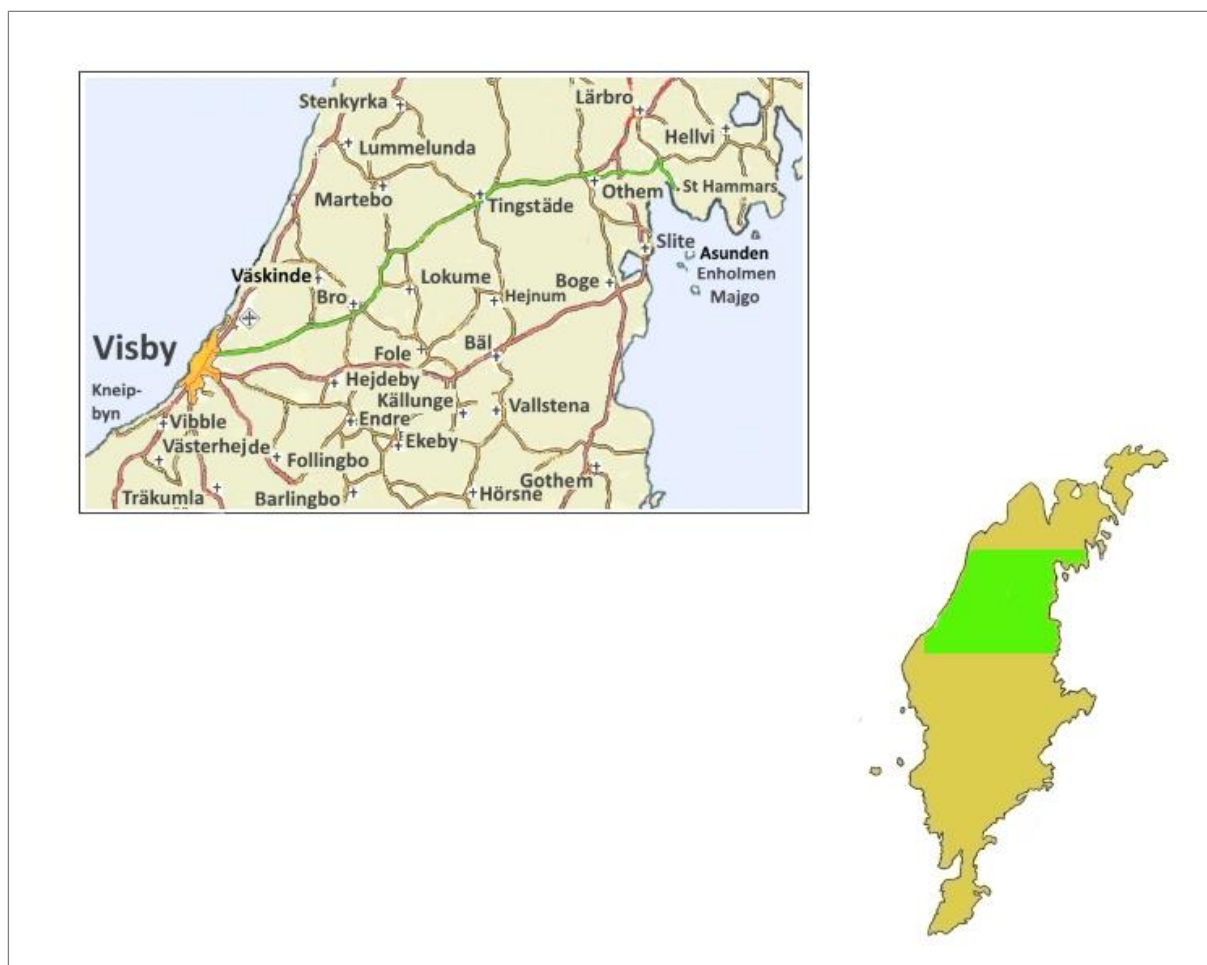 Stenkyrka
Lärbro
Hellvi
Lummelunda
Martebo
Tingstäde
Othem
St Hammars
Slite
Asunden
Enholmen
Majgo
Väskinde
Bro
Lokume
Hejnum
Boge
Visby
Fole
Bäl
Kneip-
byn
Hejdeby
Källunge
Vallstena
Vibble
Endre
Ekeby
Västerhejde
Follingbo
Gothem
Träkumla
Barlingbo
Hörsne